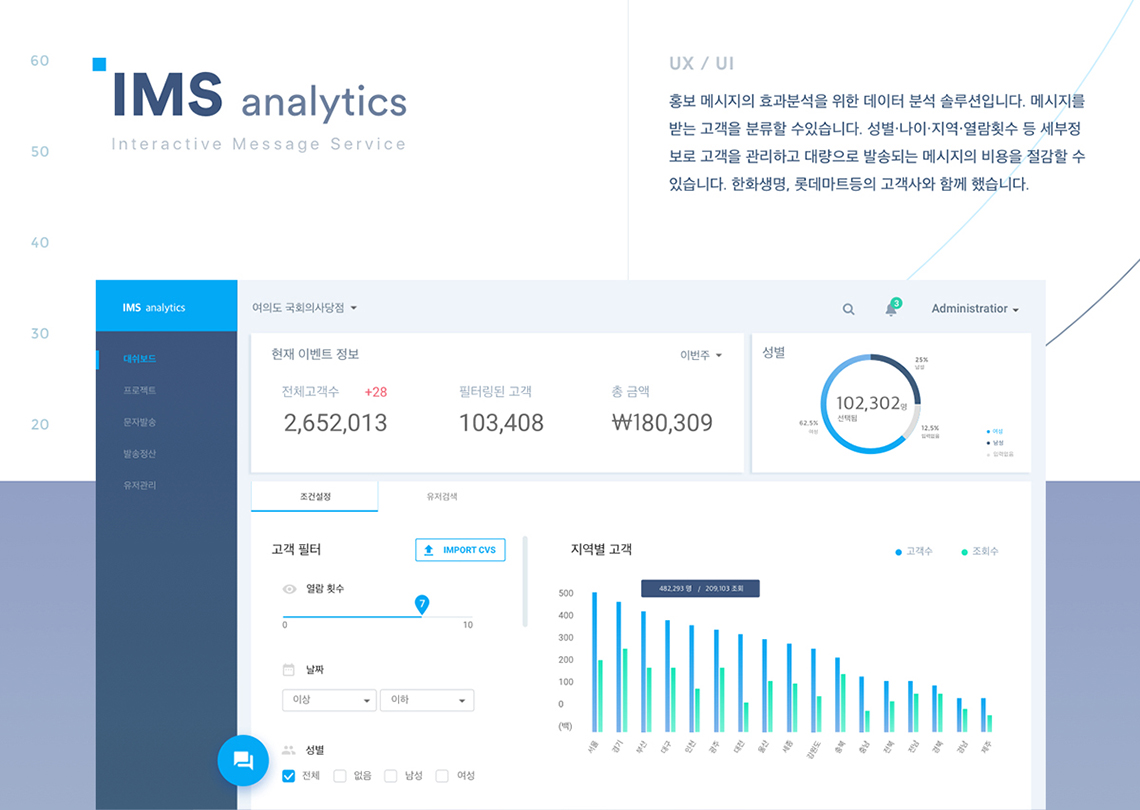 60
50
40
30
20
IMS analytics
Interactive Message Service
UX / UI
홍보 메시지의 효과분석을 위한 데이터 분석 솔루션입니다. 메시지를
받는 고객을 분류할 수있습니다. 성별·나이·지역·열람횟수 등 세부정
보로 고객을 관리하고 대량으로 발송되는 메시지의 비용을 절감할 수
있습니다. 한화생명, 롯데마트등의 고객사와 함께 했습니다.
IMS analytics
여의도 국회의사당점
3
Administratior
대쉬보드
프로젝트
문자발송
발송정산
유저관리
현재 이벤트 정보
이번주
전체고객수 +28
2,652,013
필터링된 고객
103,408
총 금액
₩180,309
성별
102,302명
선택됨
25%
남성
62.5%
여성
12.5%
입력없음
여성
남성
입력없음
조건설정
유저검색
고객 필터
IMPORT CVS
열람 횟수
7
0
10
날짜
이상
이하
성별
전체
없음
남성
여성
지역별 고객
고객수
조회수
482,293 명 / 209,103 조회
500
400
300
200
100
0
(백)
서울
경기
부산
대구
인천
광주
대전
울산
세종
강원도
충북
충남
전북
전남
경북
경남
제주